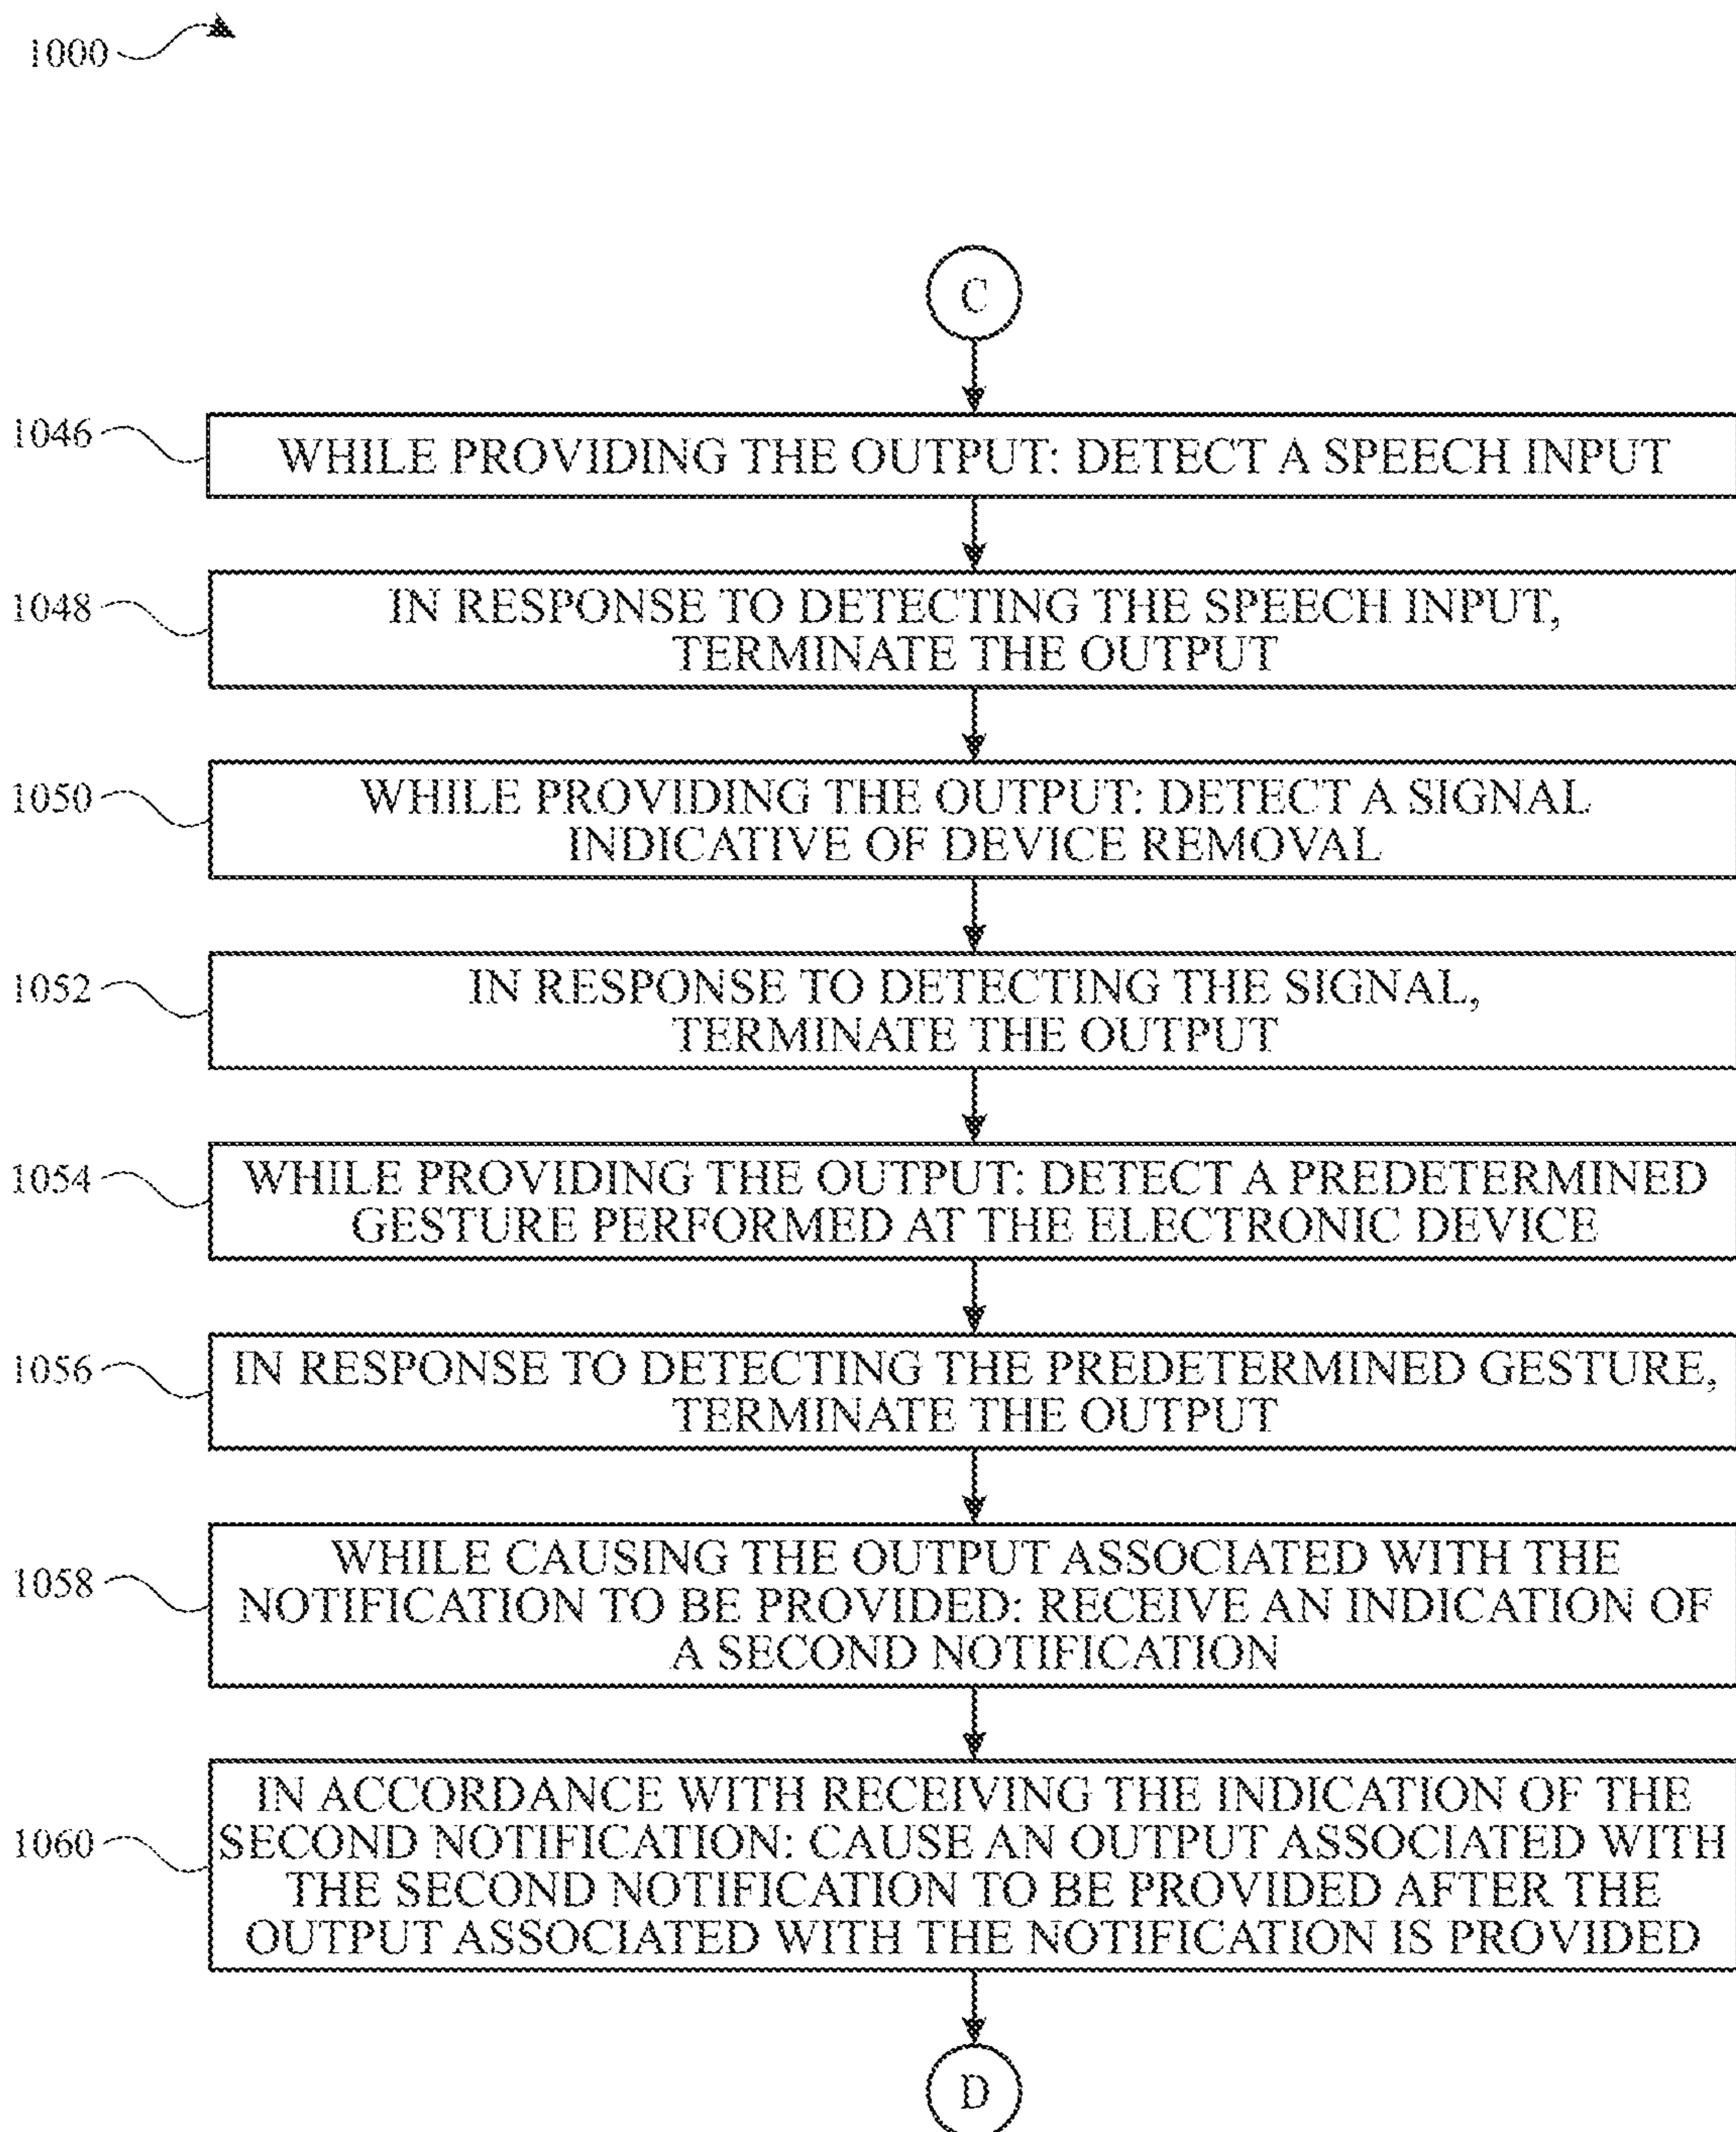 1000
C
1046
WHILE PROVIDING THE OUTPUT: DETECT A SPEECH INPUT
1048
IN RESPONSE TO DETECTING THE SPEECH INPUT,
TERMINATE THE OUTPUT
1050
WHILE PROVIDING THE OUTPUT: DETECT A SIGNAL
INDICATIVE OF DEVICE REMOVAL
1052
IN RESPONSE TO DETECTING THE SIGNAL,
TERMINATE THE OUTPUT
1054
WHILE PROVIDING THE OUTPUT: DETECT A PREDETERMINED
GESTURE PERFORMED AT THE ELECTRONIC DEVICE
1056
IN RESPONSE TO DETECTING THE PREDETERMINED GESTURE,
TERMINATE THE OUTPUT
1058
WHILE CAUSING THE OUTPUT ASSOCIATED WITH THE
NOTIFICATION TO BE PROVIDED: RECEIVE AN INDICATION OF
A SECOND NOTIFICATION
1060
IN ACCORDANCE WITH RECEIVING THE INDICATION OF THE
SECOND NOTIFICATION: CAUSE AN OUTPUT ASSOCIATED WITH
THE SECOND NOTIFICATION TO BE PROVIDED AFTER THE
OUTPUT ASSOCIATED WITH THE NOTIFICATION IS PROVIDED
D